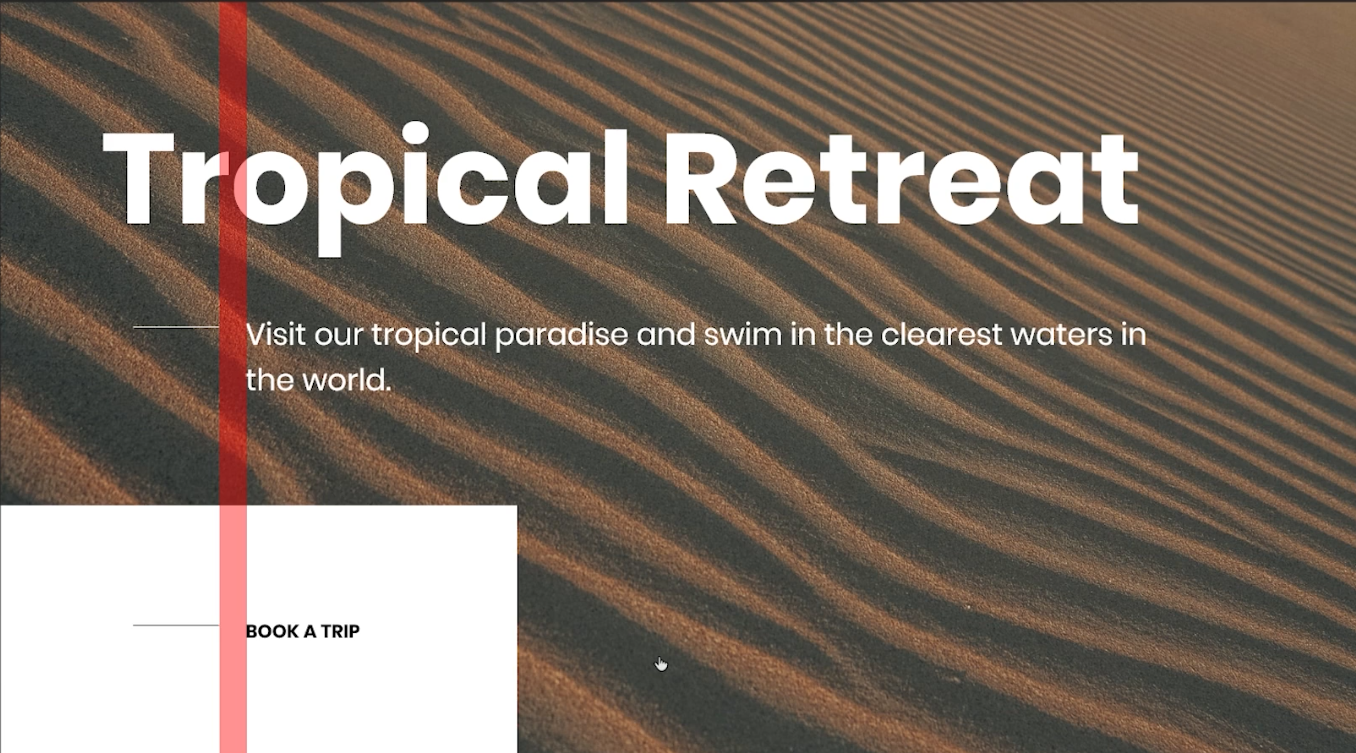 Tropical Retreat
Visit our tropical paradise and swim in the clearest waters in
the world.
BOOK A TRIP